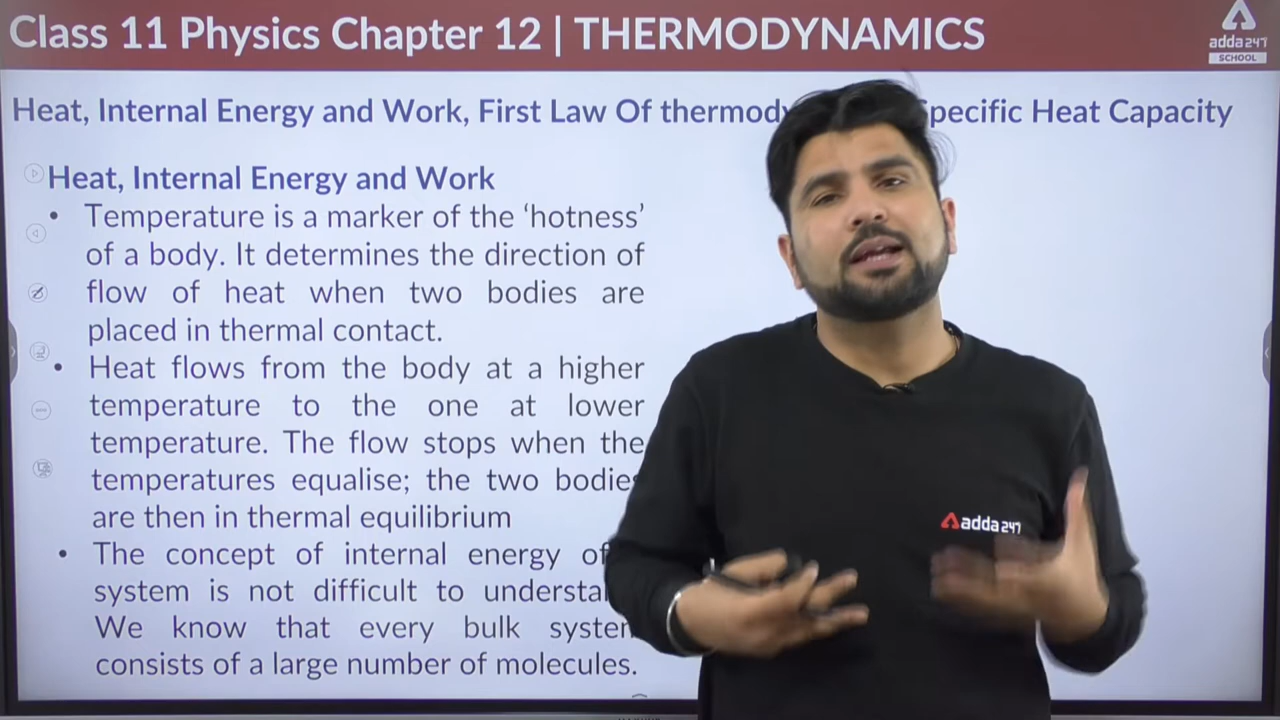 Class 11 Physics Chapter 12 | THERMODYNAMICS
adda247
SCHOOL
Heat, Internal Energy and Work, First Law Of thermody pecific Heat Capacity
Heat, Internal Energy and Work
• Temperature is a marker of the ‘hotness’
of a body. It determines the direction of
flow of heat when two bodies are
placed in thermal contact.
• Heat flows from the body at a higher
temperature to the one at lower
temperature. The flow stops when the
temperatures equalise; the two bodies
are then in thermal equilibrium
• The concept of internal energy of
system is not difficult to understa
We know that every bulk system
consists of a large number of molecules.
adda247